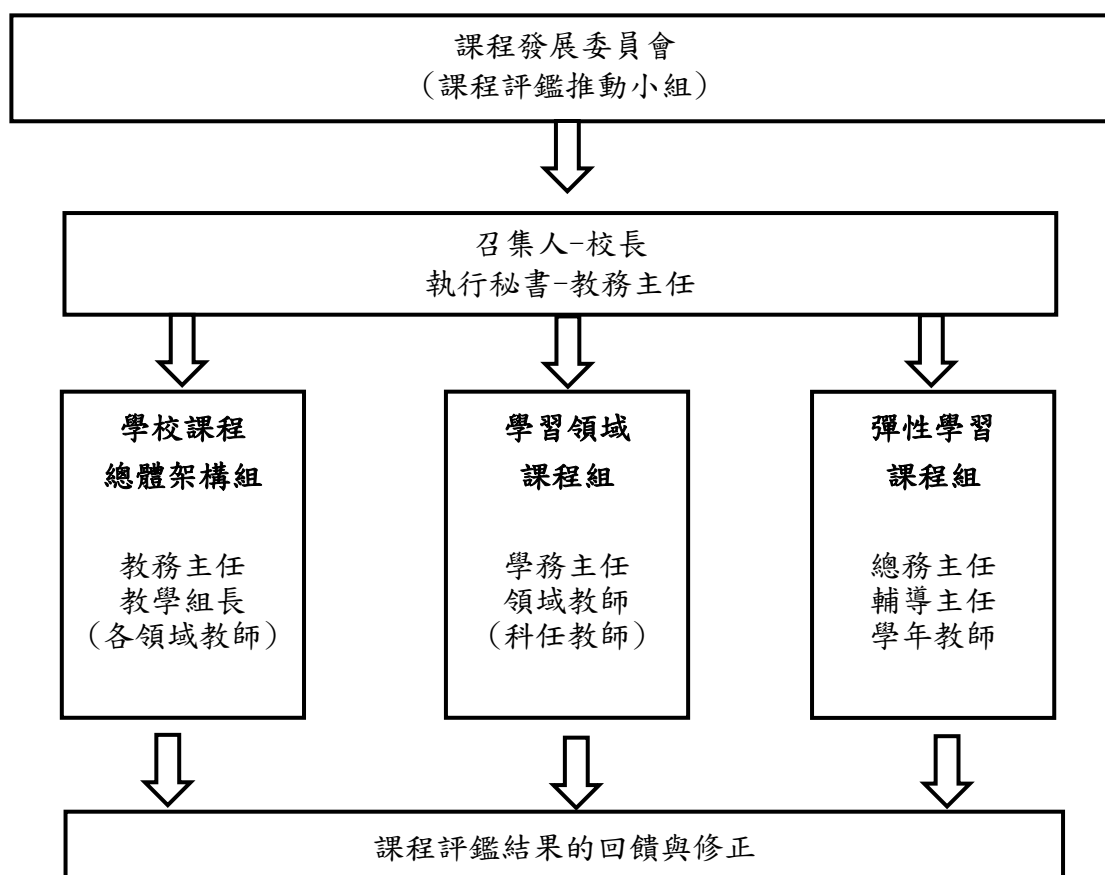 課程發展委員會
（課程評鑑推動小組）
召集人-校長
執行秘書-教務主任
學校課程
總體架構組
教務主任
教學組長
（各領域教師）
學習領域
課程組
學務主任
領域教師
（科任教師）
彈性學習
課程組
總務主任
輔導主任
學年教師
課程評鑑結果的回饋與修正